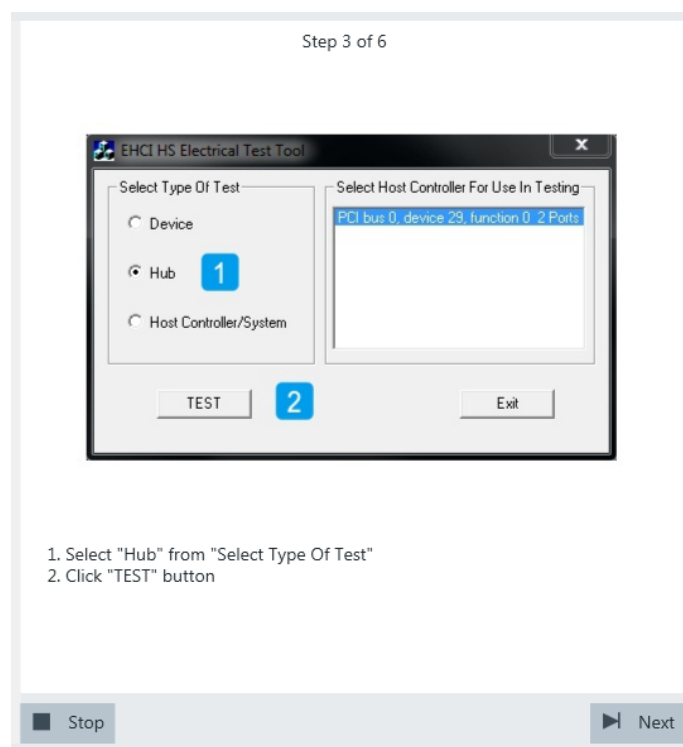 Step 3 of 6
EHCI HS Electrical Test Tool
x
Select Type Of Test
Select Host Controller For Use In Testing
Device
PCI bus 0, device 29, function 0 2 Ports
Hub
1
Host Controller/System
TEST
2
Exit
1. Select "Hub" from "Select Type Of Test"
2. Click "TEST" button
Stop
Next